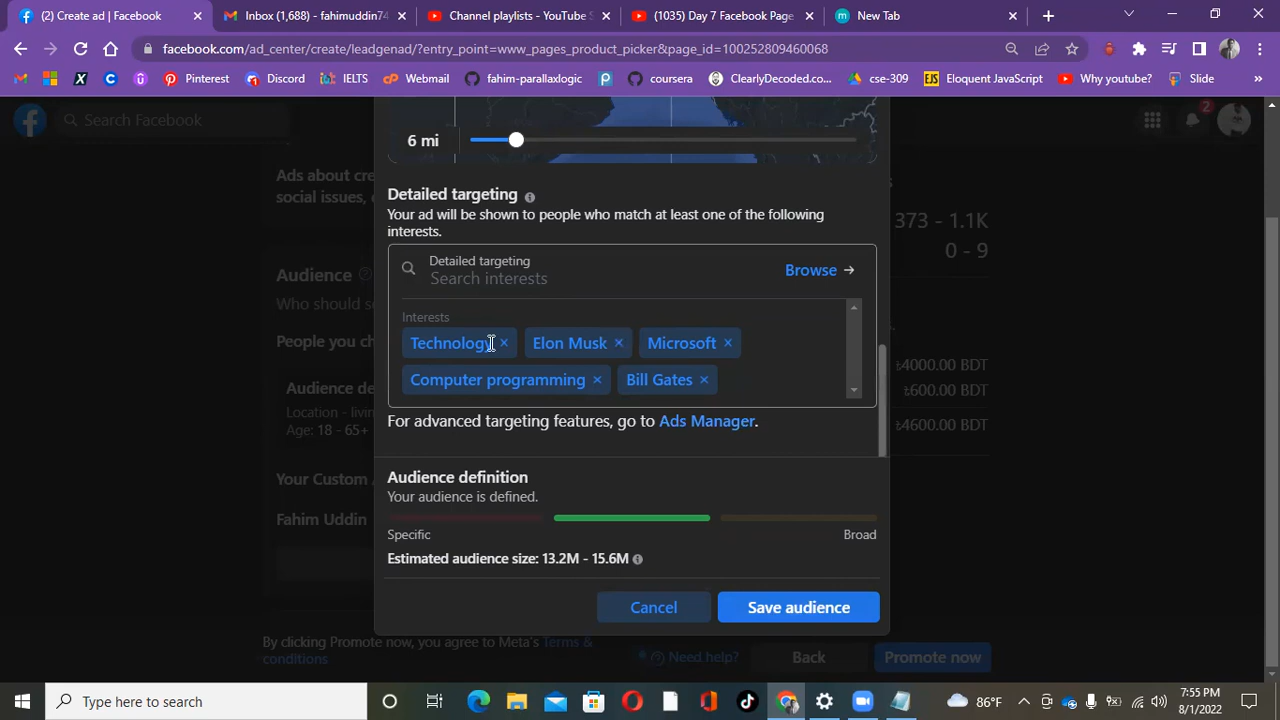 Create ad | Facebook
Inbox (1,688) - fahimuddin74
Channel playlists - YouTube S
(1035) Day 7 Facebook Page
New Tab
facebook.com/ad_center/create/leadgenad/?entry_point=www_pages_product_picker&page_id=100252809460068
Pinterest
Discord
IELTS
Webmail
fahim-parallaxlogic
coursera
ClearlyDecoded.co...
cse-309
Eloquent JavaScript
Why youtube?
Slide
Search Facebook
2
6 mi
Ads about cre
social issues,
373 - 1.1K
0 - 9
Detailed targeting
Your ad will be shown to people who match at least one of the following
interests.
Audience
Who should s
Detailed targeting
Search interests
Browse
Interests
People you ch
Technology
Elon Musk
Microsoft
Computer programming
Bill Gates
Audience de
Location - livin
Age: 18 - 65+
৳4000.00 BDT
৳600.00 BDT
৳4600.00 BDT
For advanced targeting features, go to Ads Manager.
Your Custom
Fahim Uddin
Audience definition
Your audience is defined.
Specific
Broad
Estimated audience size: 13.2M - 15.6M
Cancel
Save audience
By clicking Promote now, you agree to Meta's Terms &
conditions
Need help?
Back
Promote now
Type here to search
86°F
7:55 PM
8/1/2022